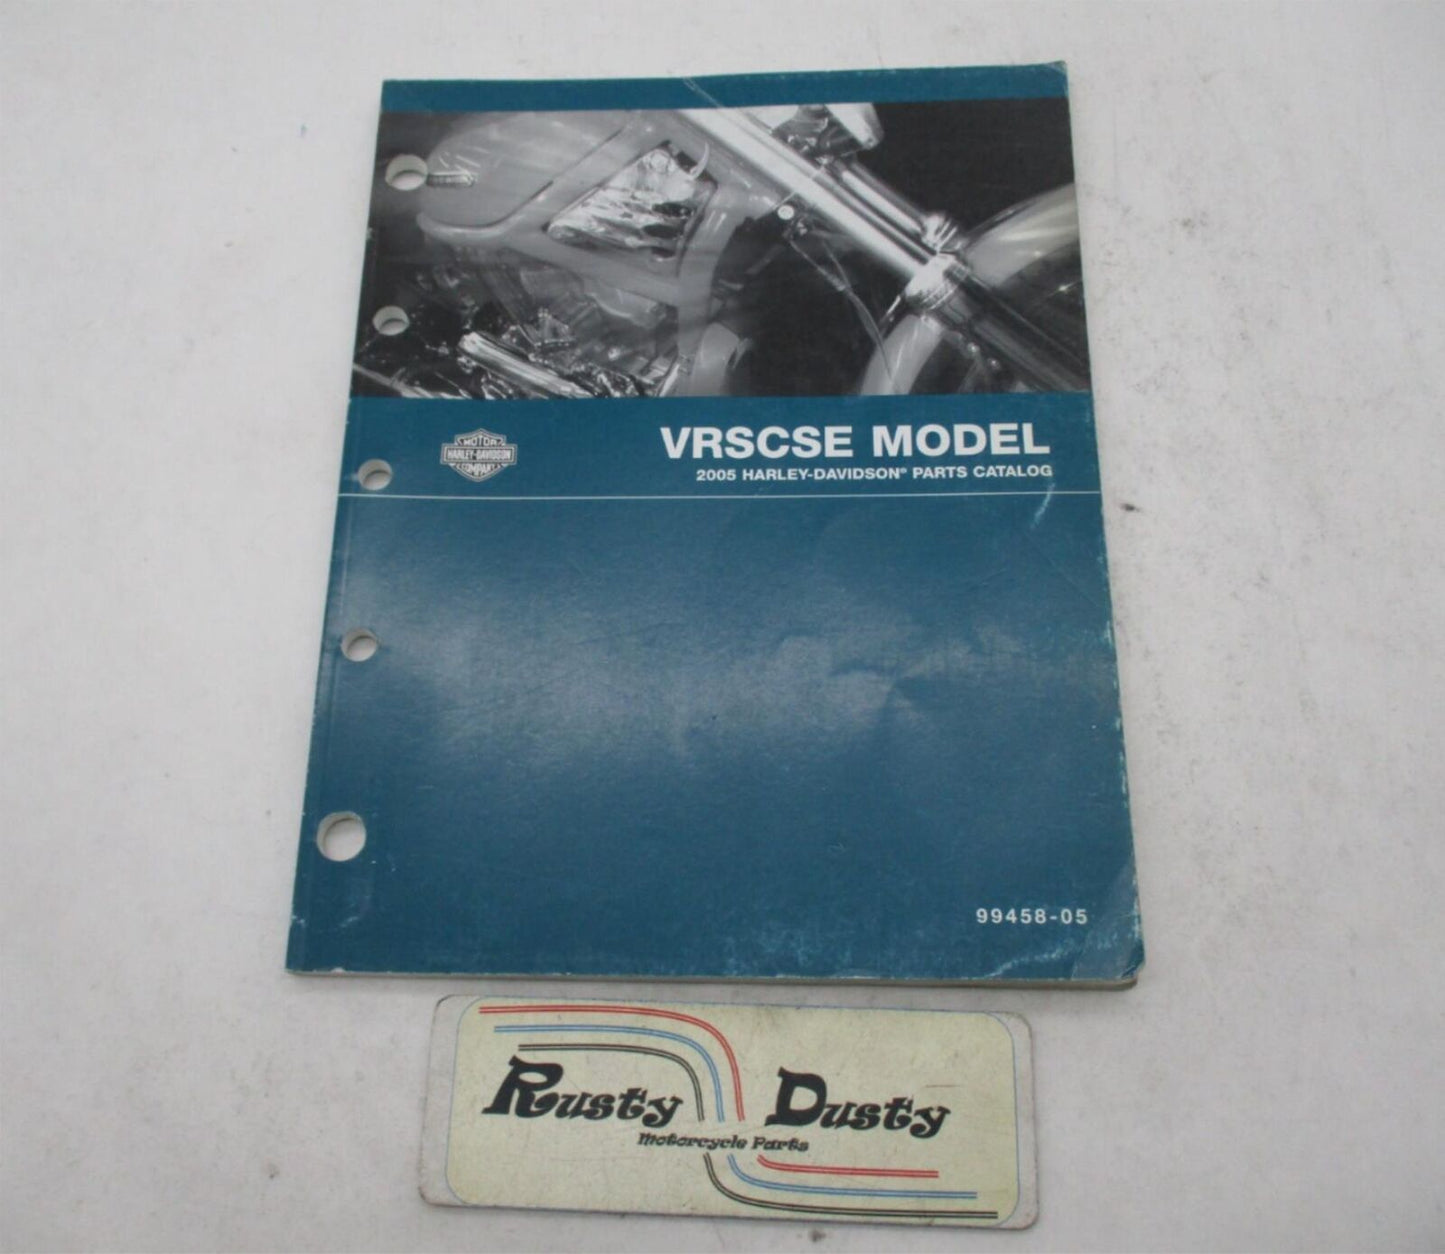 MOTOR
HARLEY-DAVIDSON
COMPANY
VRSCSE MODEL
2005 HARLEY-DAVIDSON® PARTS CATALOG
99458-05
Rusty Dusty
Motorcycle Parts